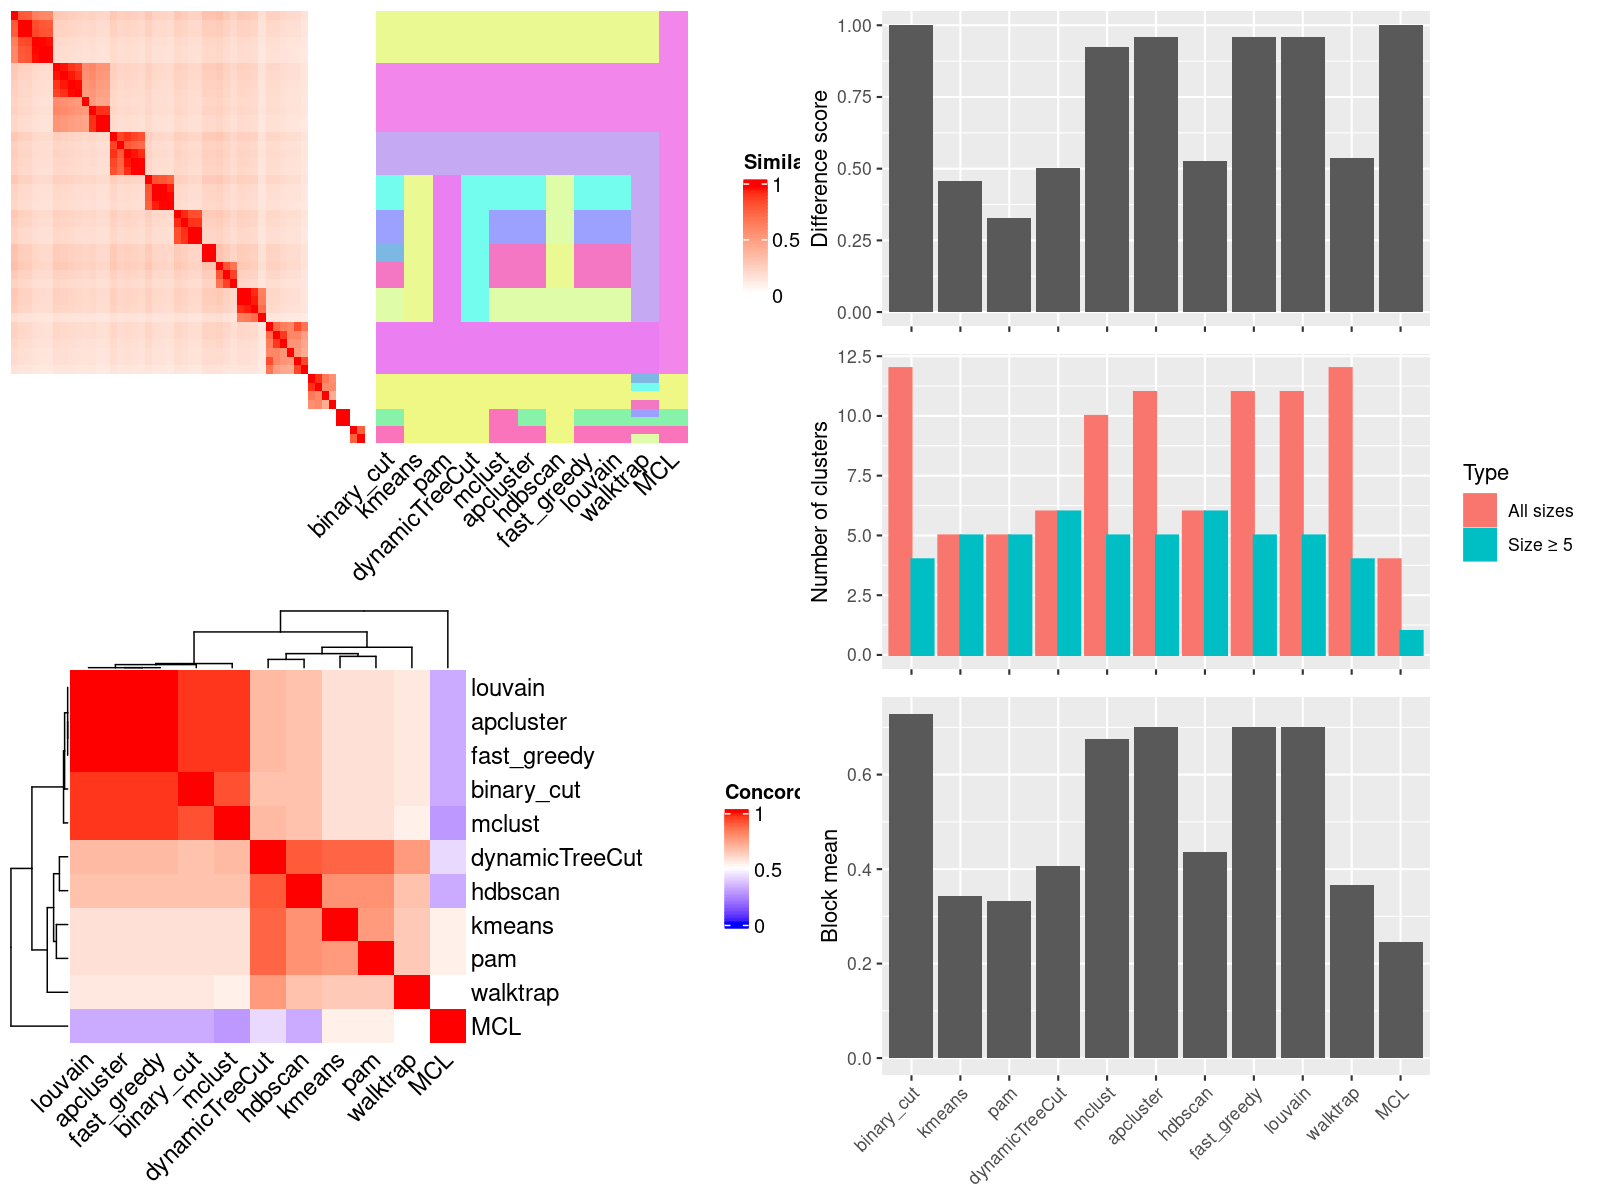 Simila
1
0.5
0
binary_cut
kmeans
pam
dynamicTreeCut
mclust
apcluster
hdbscan
fast_greedy
louvain
walktrap
MCL
louvain
apcluster
fast_greedy
binary_cut
mclust
dynamicTreeCut
hdbscan
kmeans
pam
walktrap
MCL
louvain
apcluster
fast_greedy
binary_cut
mclust
dynamicTreeCut
hdbscan
kmeans
pam
walktrap
MCL
Concord
1
0.5
0
Difference score
1.00
0.75
0.50
0.25
0.00
Number of clusters
12.5
10.0
7.5
5.0
2.5
0.0
Type
All sizes
Size ≥ 5
Block mean
0.6
0.4
0.2
0.0
binary_cut
kmeans
pam
dynamicTreeCut
mclust
apcluster
hdbscan
fast_greedy
louvain
walktrap
MCL